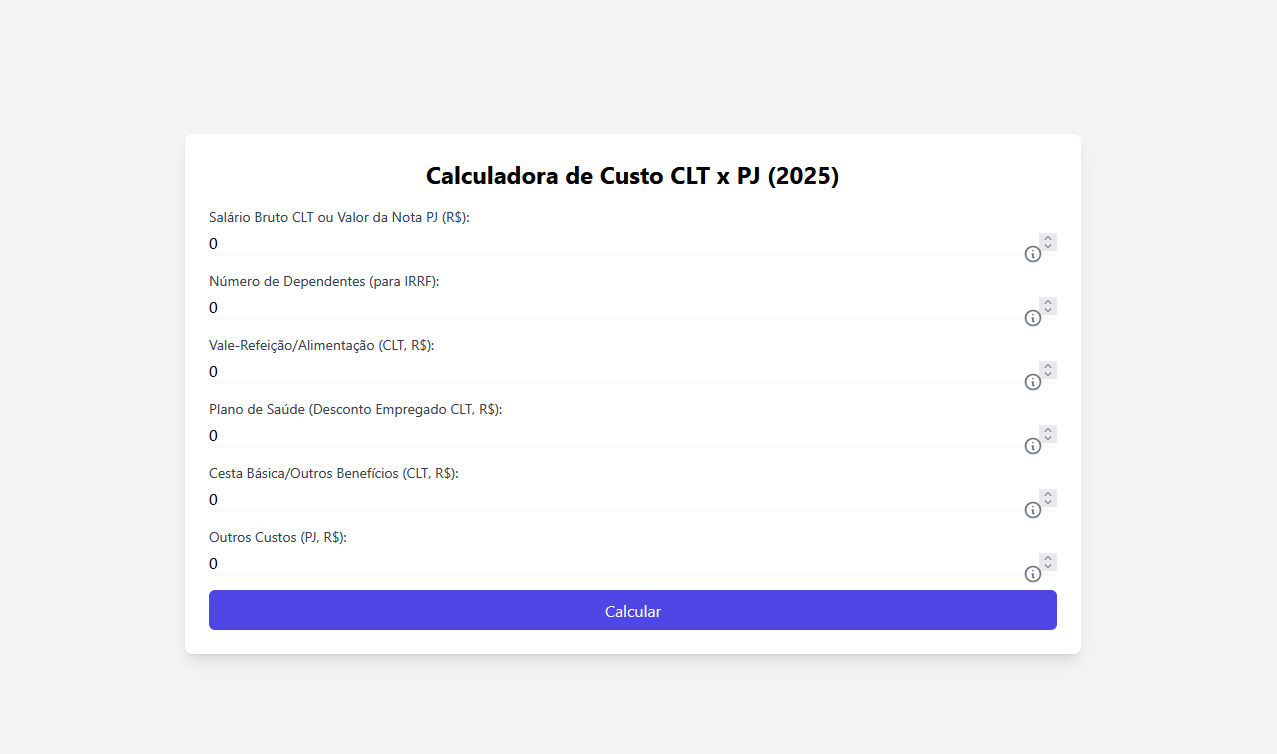 Calculadora de Custo CLT x PJ (2025)
Salário Bruto CLT ou Valor da Nota PJ (R$):
0
Número de Dependentes (para IRRF):
0
Vale-Refeição/Alimentação (CLT, R$):
0
Plano de Saúde (Desconto Empregado CLT, R$):
0
Cesta Básica/Outros Benefícios (CLT, R$):
0
Outros Custos (PJ, R$):
0
Calcular